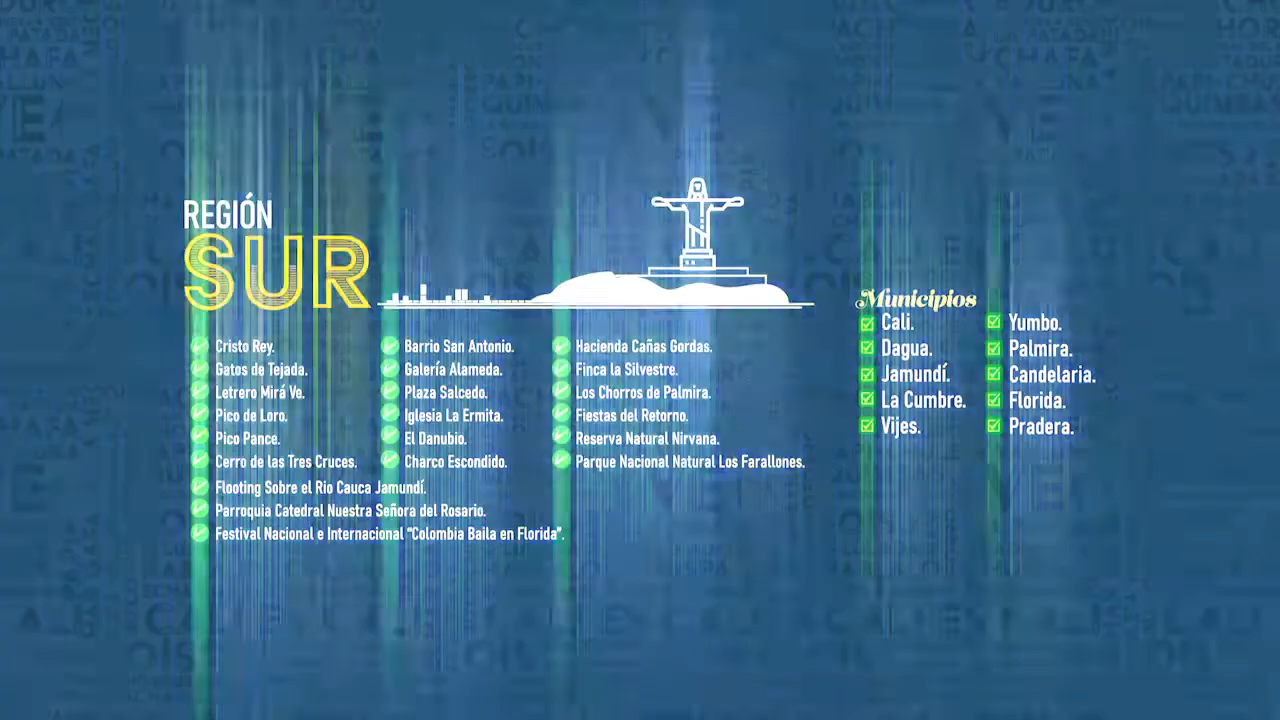 REGIÓN
SUR
Cristo Rey.
Gatos de Tejada.
Letrero Mirá Ve.
Pico de Loro.
Pico Pance.
Cerro de las Tres Cruces.
Flooting Sobre el Rio Cauca Jamundí.
Parroquia Catedral Nuestra Señora del Rosario.
Festival Nacional e Internacional “Colombia Baila en Florida”.
Barrio San Antonio.
Galería Alameda.
Plaza Salcedo.
Iglesia La Ermita.
El Danubio.
Charco Escondido.
Hacienda Cañas Gordas.
Finca la Silvestre.
Los Chorros de Palmira.
Fiestas del Retorno.
Reserva Natural Nirvana.
Parque Nacional Natural Los Farallones.
Municipios
Cali.
Dagua.
Jamundí.
La Cumbre.
Vijes.
Yumbo.
Palmira.
Candelaria.
Florida.
Pradera.